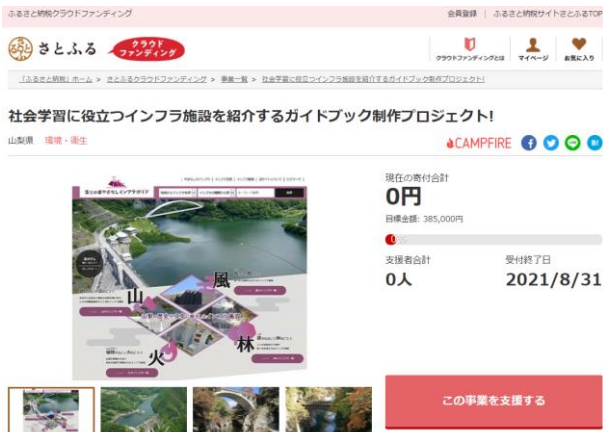 ふるさと納税クラウドファンディング
会員登録 | ふるさと納税サイトさとふるTOP
さとふる クラウドファンディング
クラウドファンディングとは マイページ お気に入り
「ふるさと納税」ホーム > さとふるクラウドファンディング > 事業一覧 > 社会学習に役立つインフラ施設を紹介するガイドブック制作プロジェクト!
社会学習に役立つインフラ施設を紹介するガイドブック制作プロジェクト!
山梨県 環境・衛生
CAMPFIRE
現在の寄付合計
0円
目標金額: 385,000円
0%
支援者合計 受付終了日
0人 2021/8/31
風
山
林
火
この事業を支援する